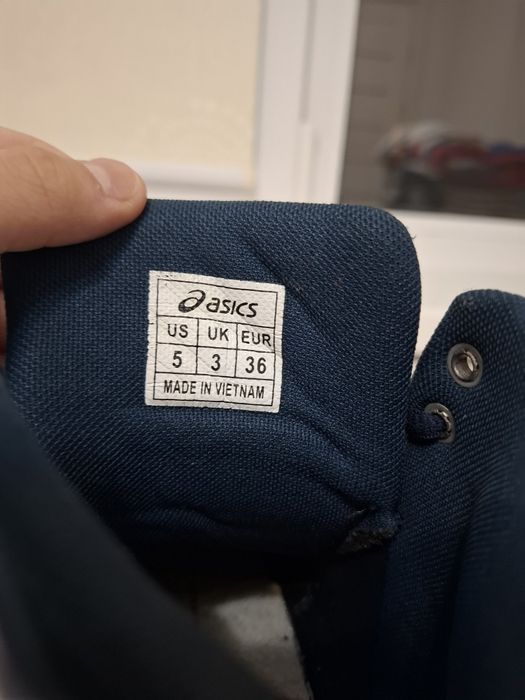 asics
US UK EUR
5 3 36
MADE IN VIETNAM